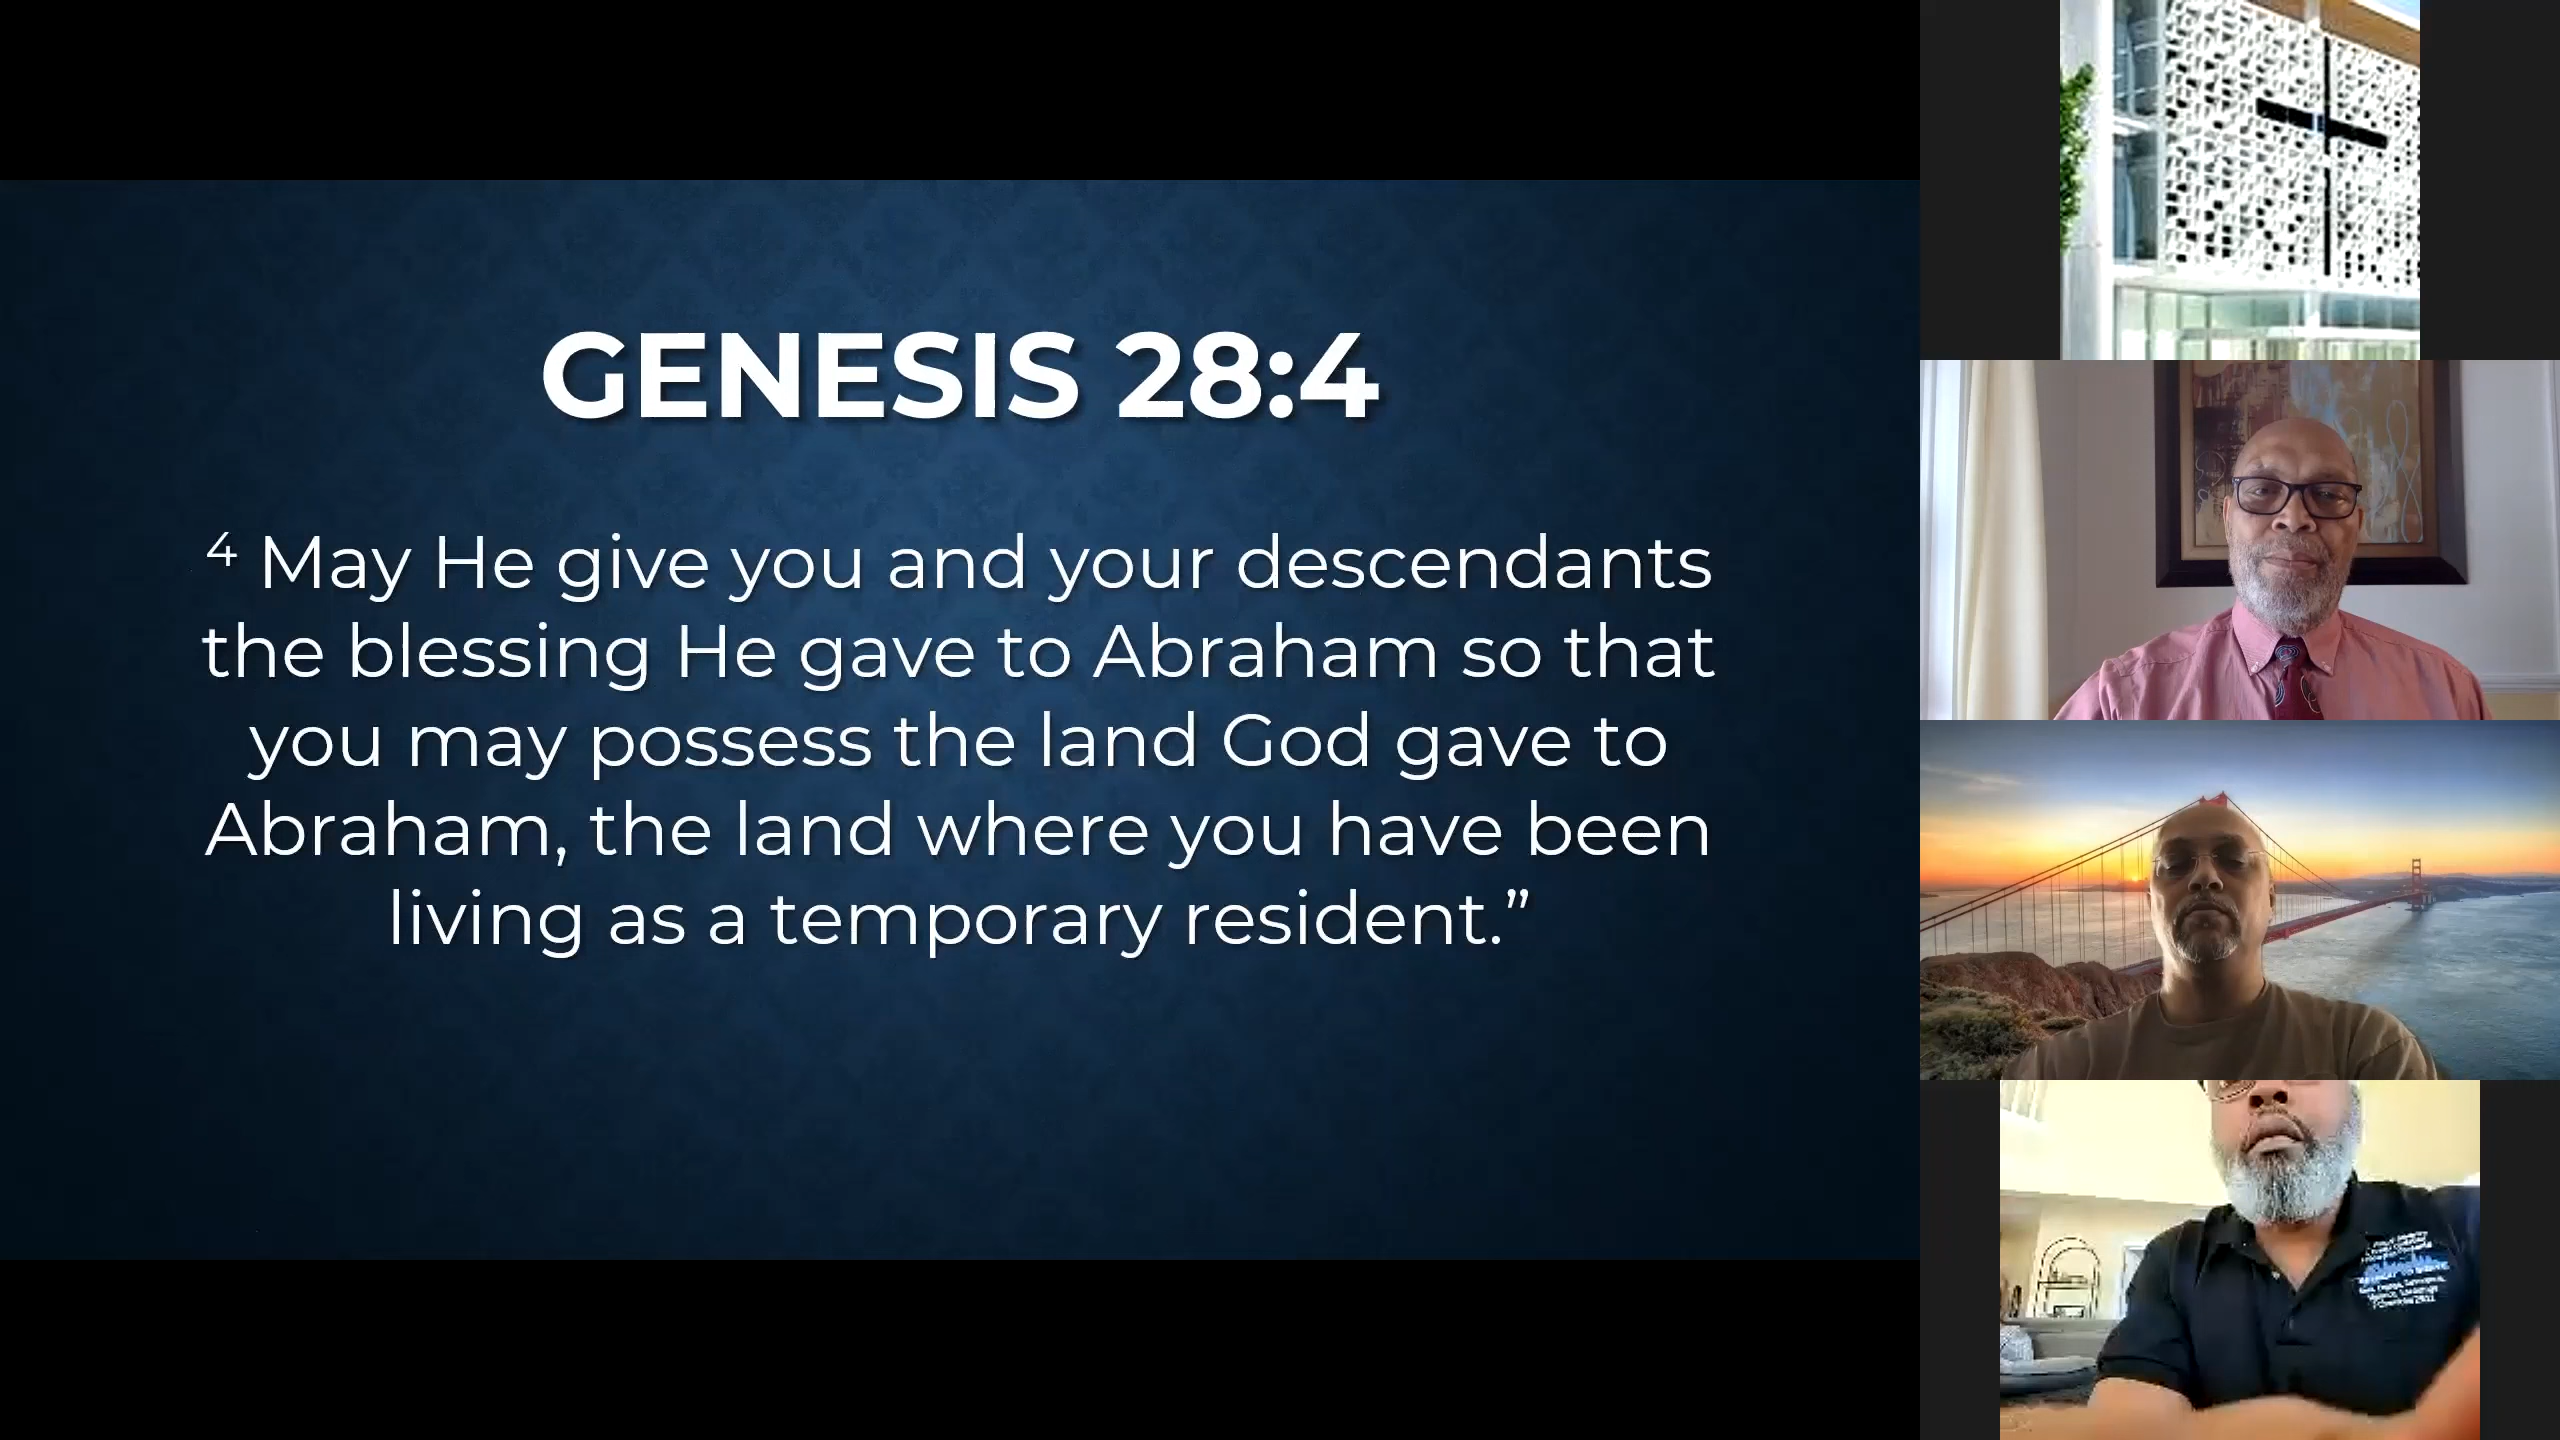 GENESIS 28:4
4 May He give you and your descendants
the blessing He gave to Abraham so that
you may possess the land God gave to
Abraham, the land where you have been
living as a temporary resident.”